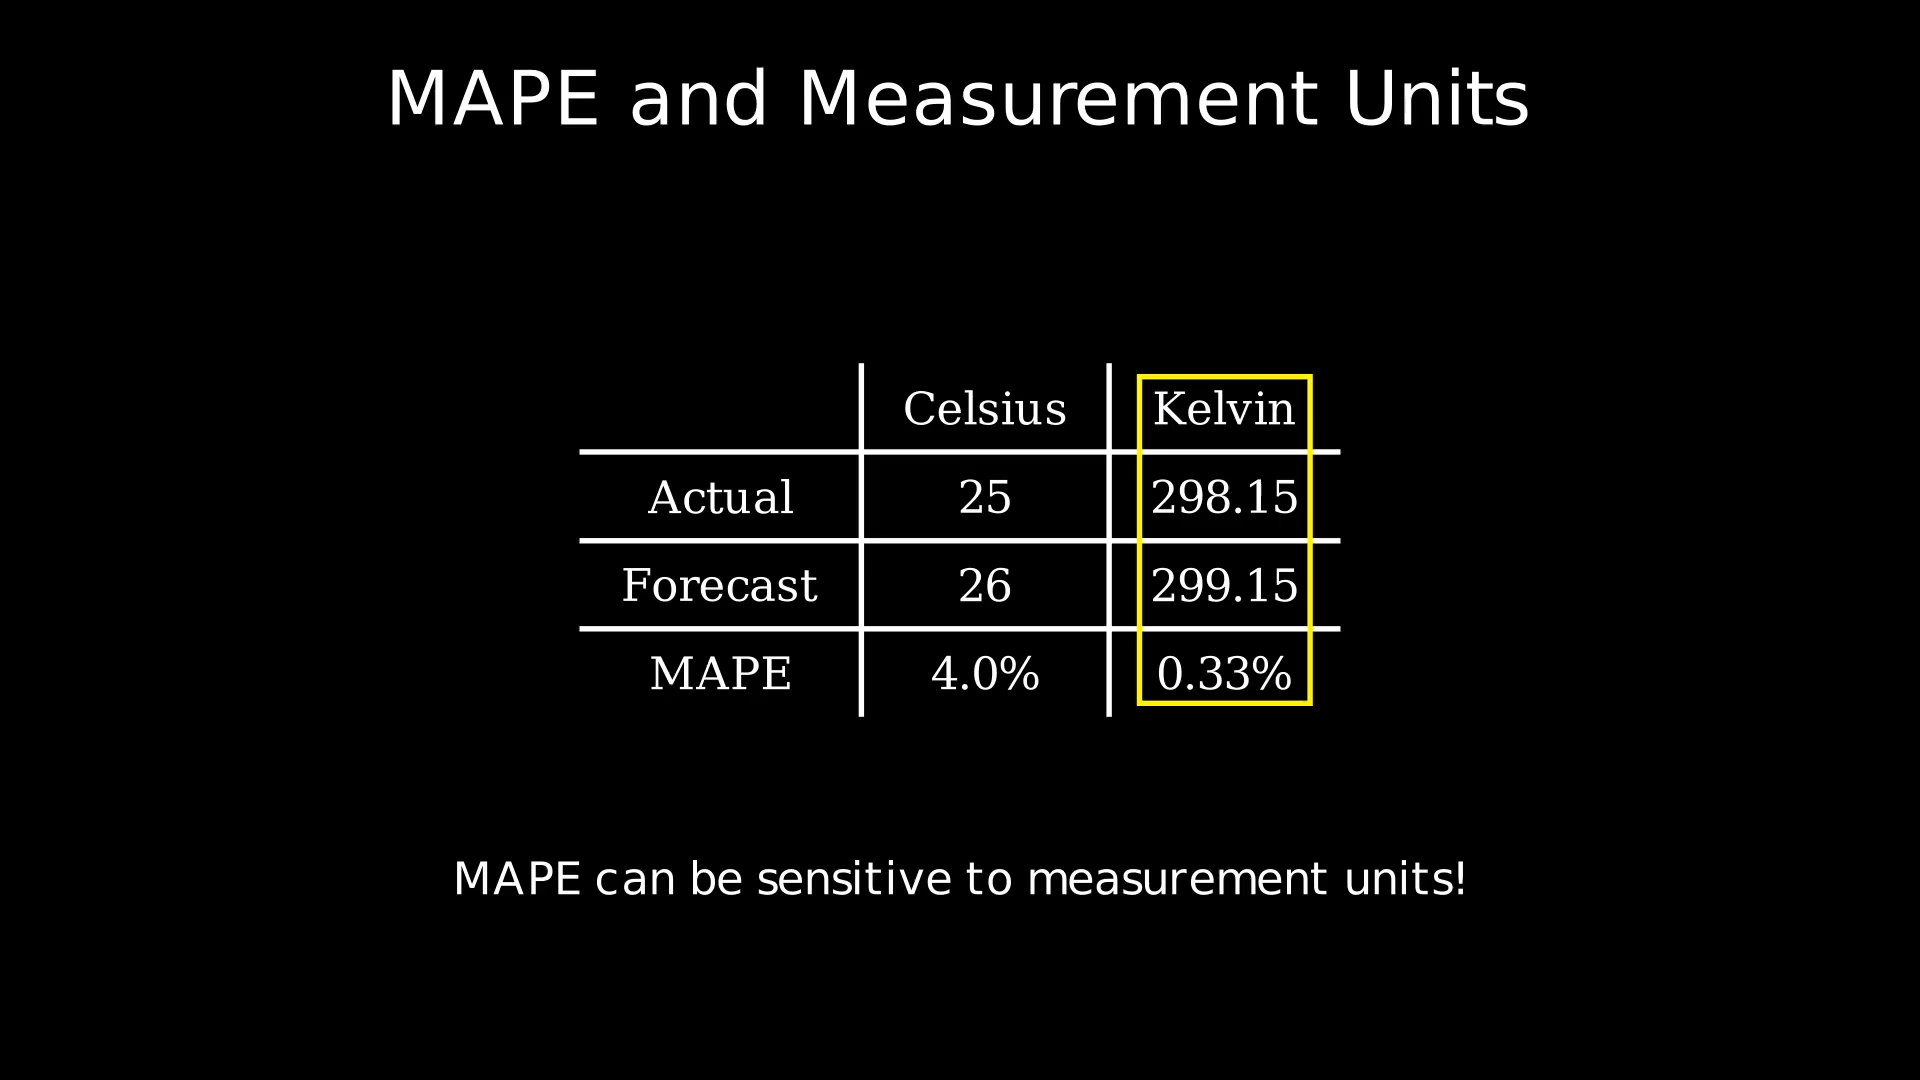 MAPE and Measurement Units
Celsius Kelvin
Actual 25 298.15
Forecast 26 299.15
MAPE 4.0% 0.33%
MAPE can be sensitive to measurement units!